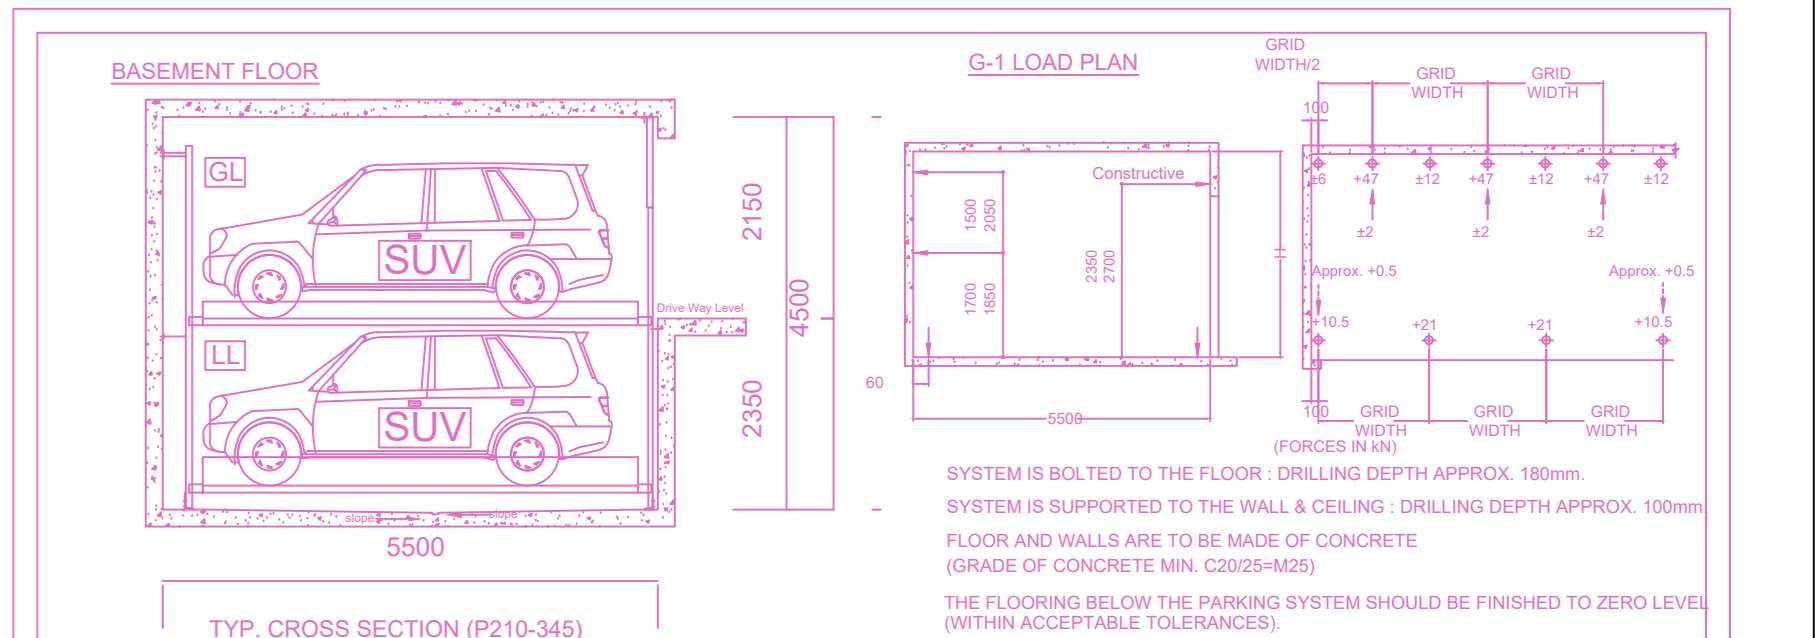 BASEMENT FLOOR
GL
SUV
LL
SUV
Drive Way Level
slope
slope
2150
2350
4500
5500
TYP. CROSS SECTION (P210-345)
G-1 LOAD PLAN
Constructive
1500
2050
1700
1850
2350
2700
H
60
5500
GRID
WIDTH/2
GRID
WIDTH
GRID
WIDTH
100
±6
+47
±12
+47
±12
+47
±12
±2
±2
±2
Approx. +0.5
Approx. +0.5
+10.5
+21
+21
+10.5
100
GRID
WIDTH
GRID
WIDTH
GRID
WIDTH
(FORCES IN kN)
SYSTEM IS BOLTED TO THE FLOOR : DRILLING DEPTH APPROX. 180mm.
SYSTEM IS SUPPORTED TO THE WALL & CEILING : DRILLING DEPTH APPROX. 100mm.
FLOOR AND WALLS ARE TO BE MADE OF CONCRETE
(GRADE OF CONCRETE MIN. C20/25=M25)
THE FLOORING BELOW THE PARKING SYSTEM SHOULD BE FINISHED TO ZERO LEVEL
(WITHIN ACCEPTABLE TOLERANCES).